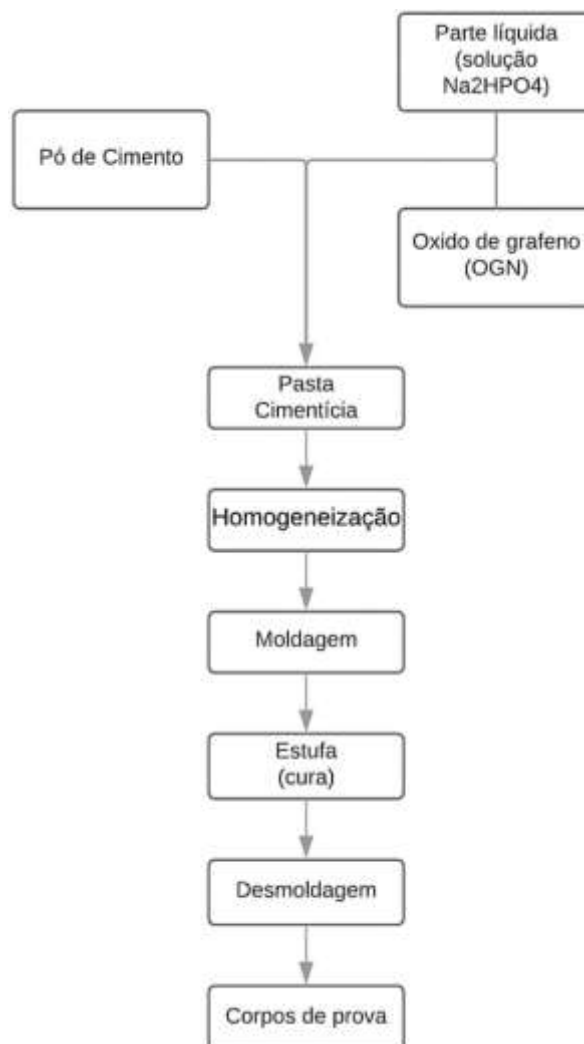 Parte líquida
(solução
Na2HPO4)
Pó de Cimento
Oxido de grafeno
(OGN)
Pasta
Cimentícia
Homogeneização
Moldagem
Estufa
(cura)
Desmoldagem
Corpos de prova